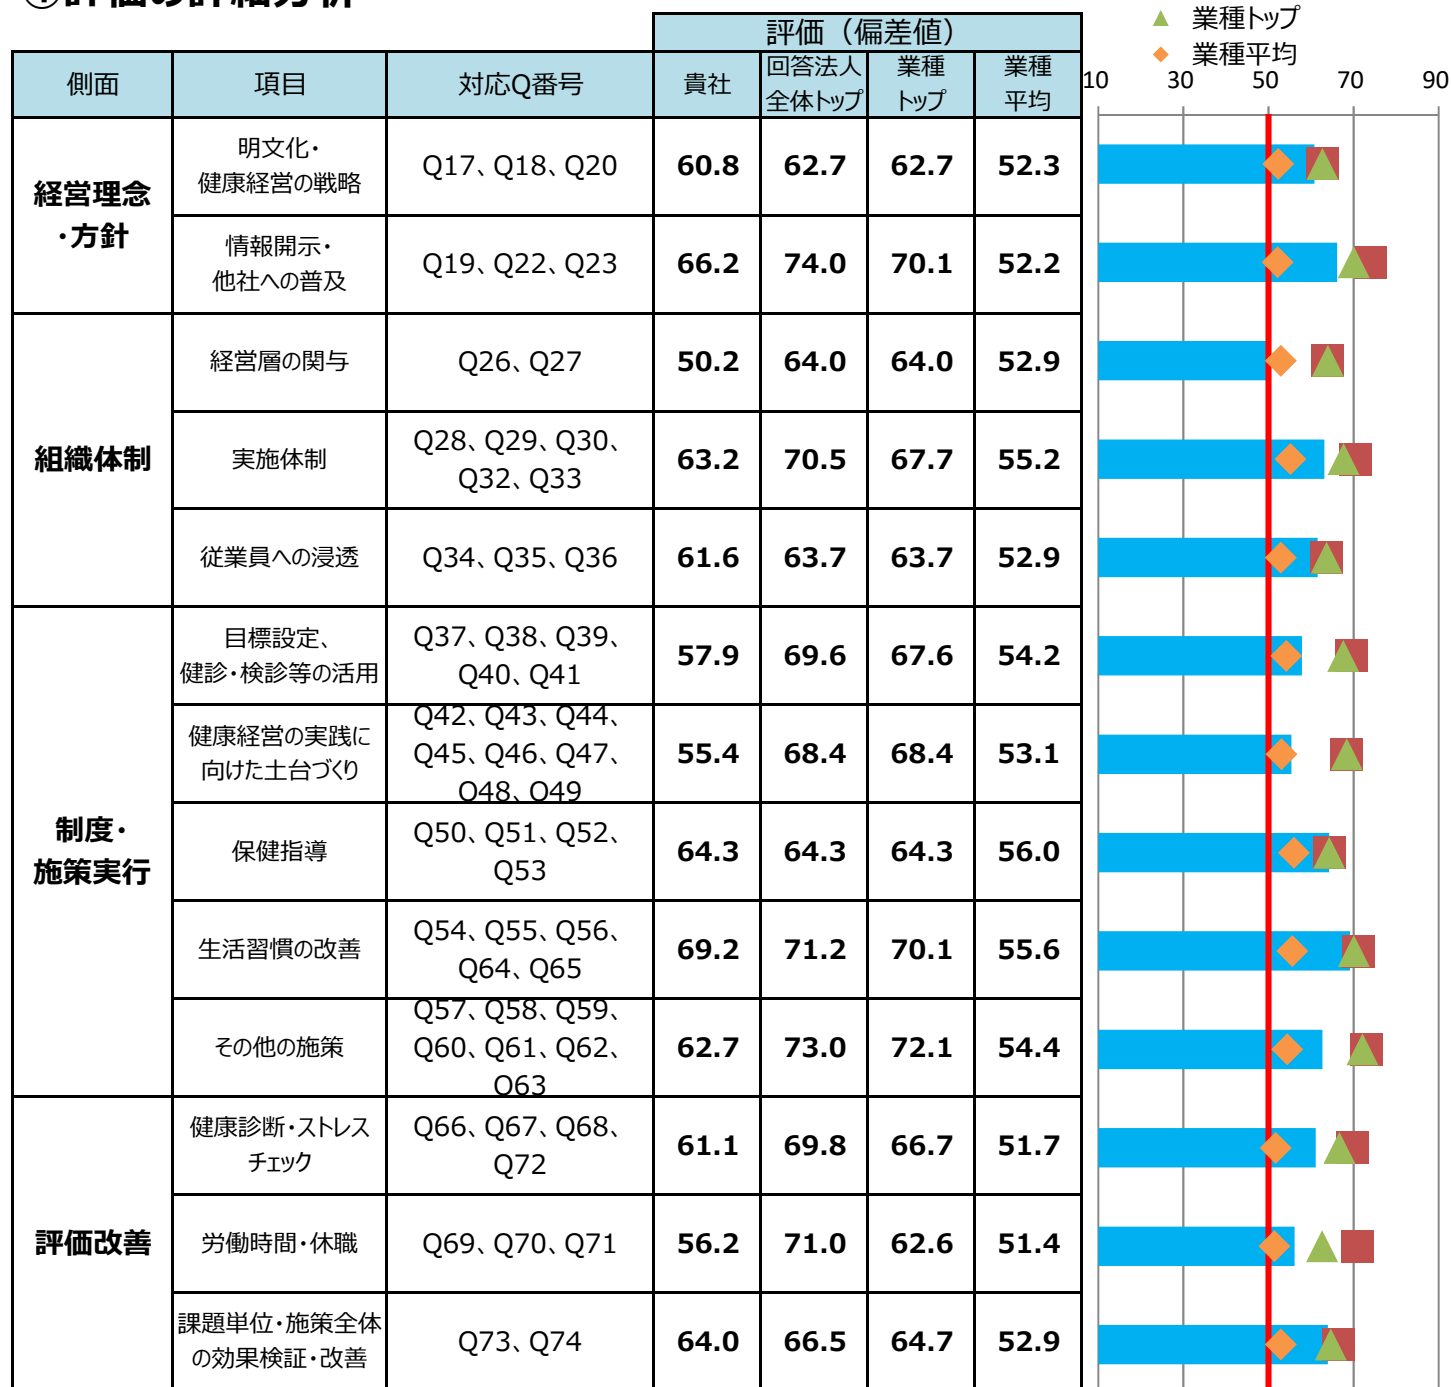 ①評価の詳細分析
▲ 業種トップ
◆ 業種平均
評価（偏差値）
側面 項目 対応Q番号 貴社 回答法人 業種 業種
全体トップ トップ 平均
10 30 50 70 90
経営理念
・方針
明文化・
健康経営の戦略
Q17、Q18、Q20 60.8 62.7 62.7 52.3
情報開示・
他社への普及
Q19、Q22、Q23 66.2 74.0 70.1 52.2
組織体制
経営層の関与 Q26、Q27 50.2 64.0 64.0 52.9
実施体制
Q28、Q29、Q30、
Q32、Q33
63.2 70.5 67.7 55.2
従業員への浸透 Q34、Q35、Q36 61.6 63.7 63.7 52.9
制度・
施策実行
目標設定、
健診・検診等の活用
Q37、Q38、Q39、
Q40、Q41
57.9 69.6 67.6 54.2
健康経営の実践に
向けた土台づくり
Q42、Q43、Q44、
Q45、Q46、Q47、
Q48、Q49
55.4 68.4 68.4 53.1
保健指導
Q50、Q51、Q52、
Q53
64.3 64.3 64.3 56.0
生活習慣の改善
Q54、Q55、Q56、
Q64、Q65
69.2 71.2 70.1 55.6
その他の施策
Q57、Q58、Q59、
Q60、Q61、Q62、
Q63
62.7 73.0 72.1 54.4
評価改善
健康診断・ストレス
チェック
Q66、Q67、Q68、
Q72
61.1 69.8 66.7 51.7
労働時間・休職 Q69、Q70、Q71 56.2 71.0 62.6 51.4
課題単位・施策全体
の効果検証・改善
Q73、Q74 64.0 66.5 64.7 52.9